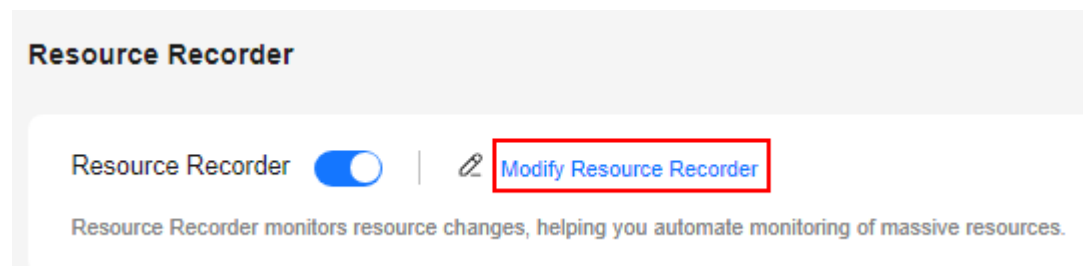 Resource Recorder
Resource Recorder Modify Resource Recorder
Resource Recorder monitors resource changes, helping you automate monitoring of massive resources.